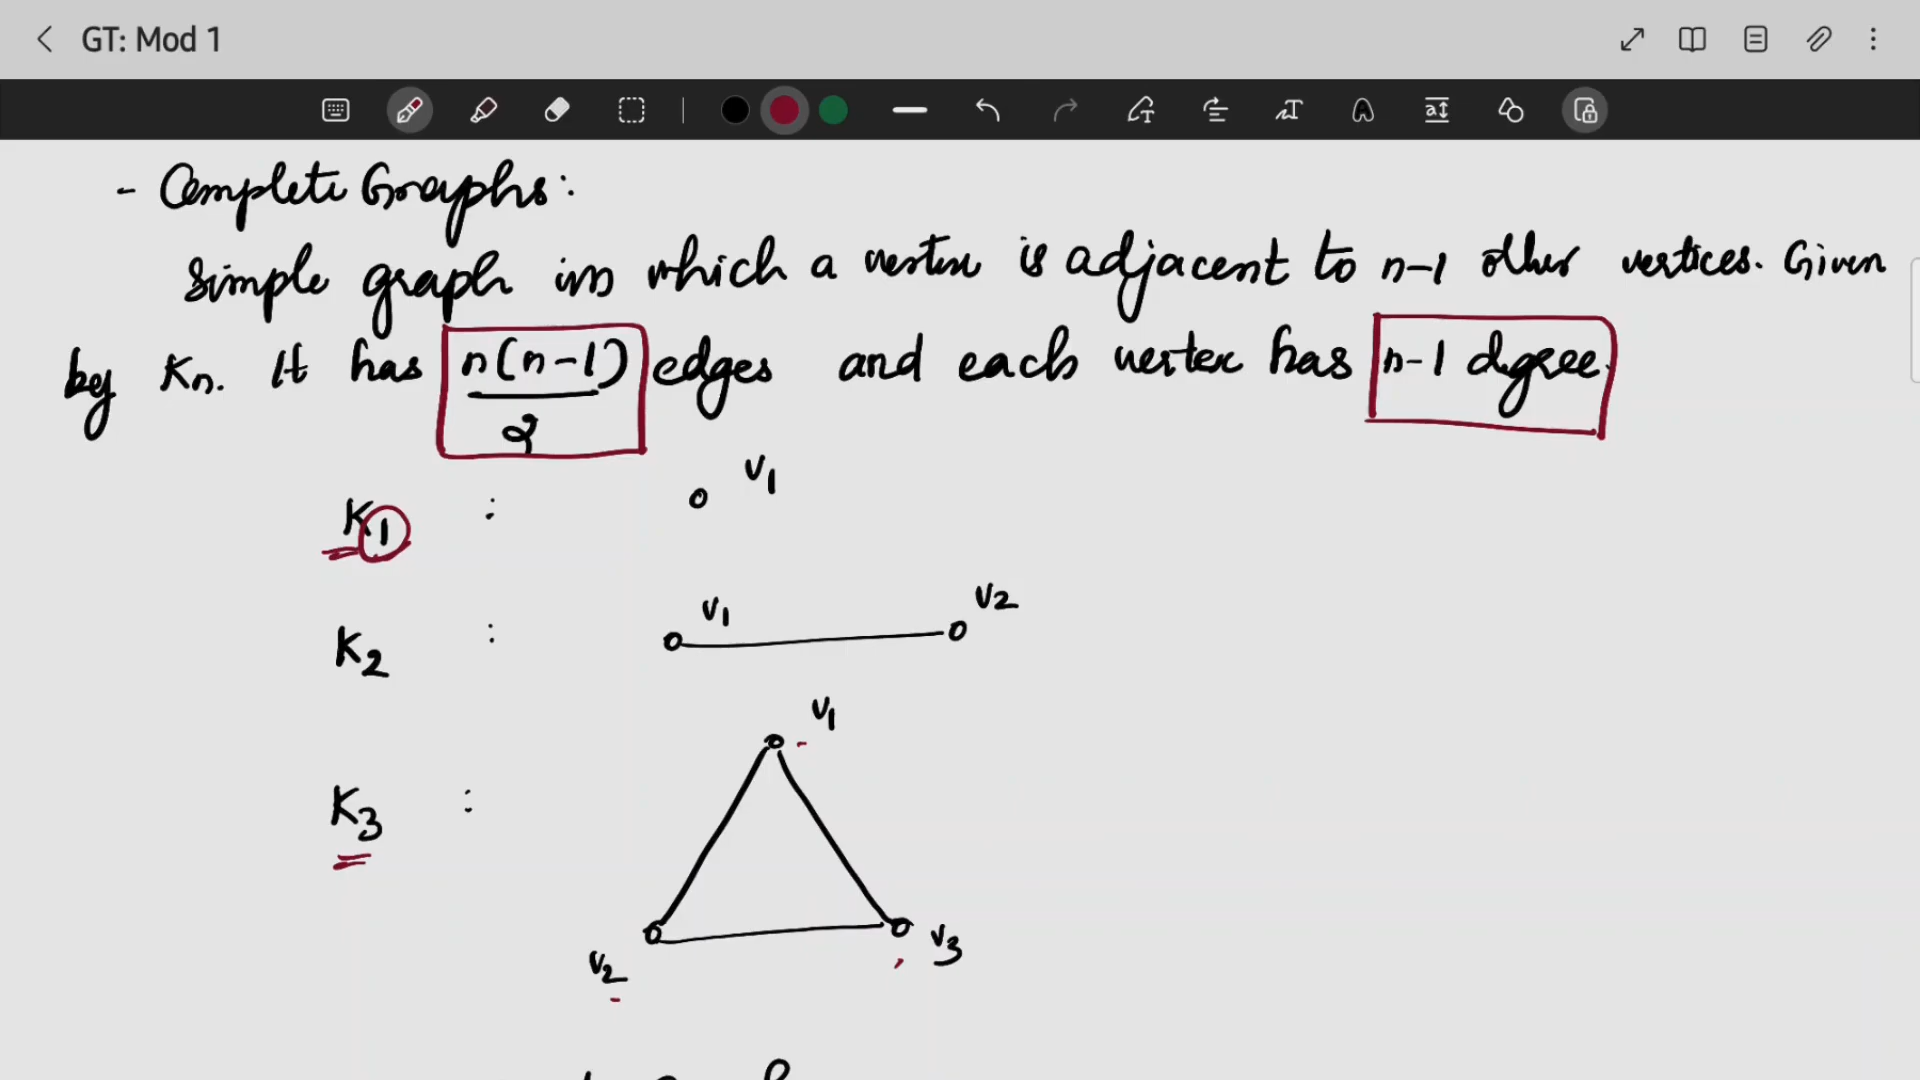 GT: Mod 1
- Complete Graphs:
Simple graph in which a vertex is adjacent to n-1 other vertices. Given
by Kn. It has n(n-1)/2 edges and each vertex has n-1 degree.
K1 : V1
K2 : V1 V2
V1
K3 :
V2 V3